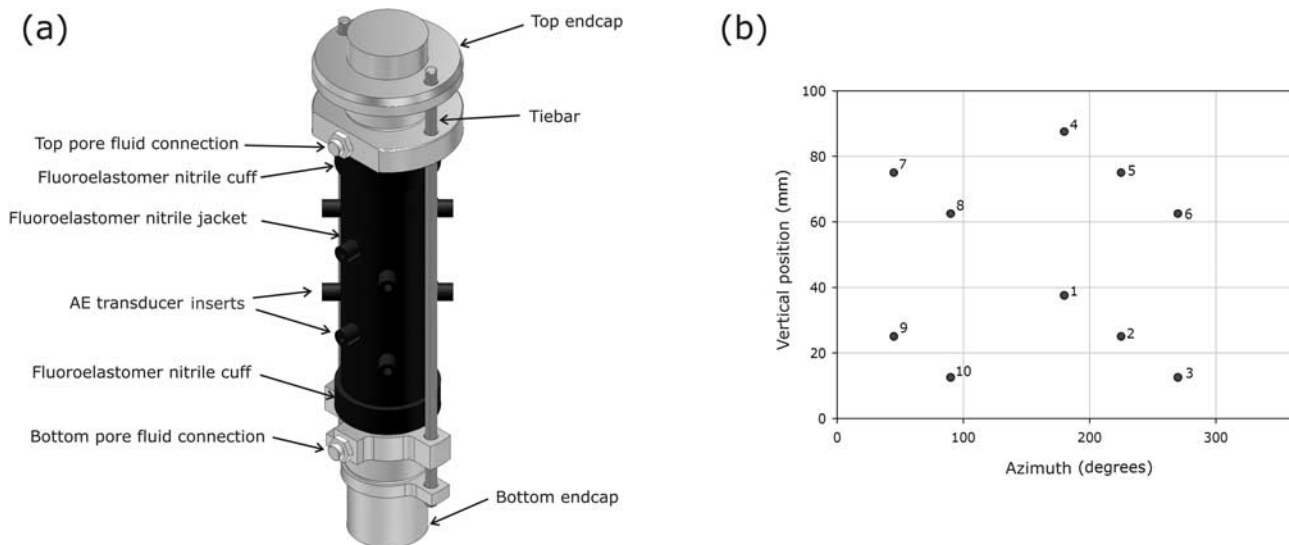 (a)
Top endcap
Tiebar
Top pore fluid connection
Fluoroelastomer nitrile cuff
Fluoroelastomer nitrile jacket
AE transducer inserts
Fluoroelastomer nitrile cuff
Bottom pore fluid connection
Bottom endcap
(b)
Vertical position (mm)
100
80
60
40
20
0
4
7
5
8
6
1
9
2
10
3
0
100
200
300
Azimuth (degrees)